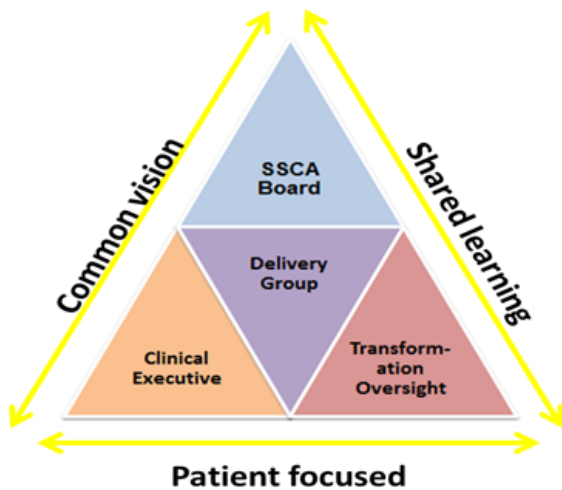 Common vision
Shared learning
SSCA
Board
Delivery
Group
Clinical
Executive
Transform-
ation
Oversight
Patient focused